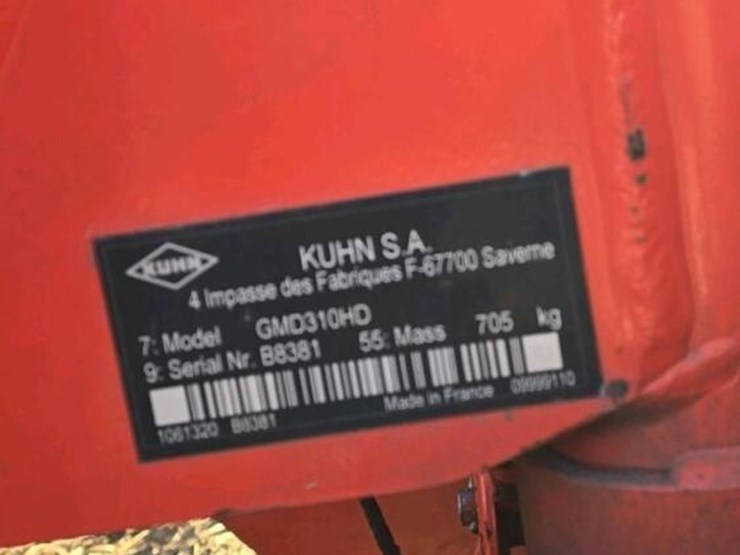 KUHN
KUHN S.A.
4 Impasse des Fabriques F-67700 Saverne
7: Model GMD310HD
9: Serial Nr. B8381 55: Mass 705 kg
1061320 B8381 Made in France 09999110